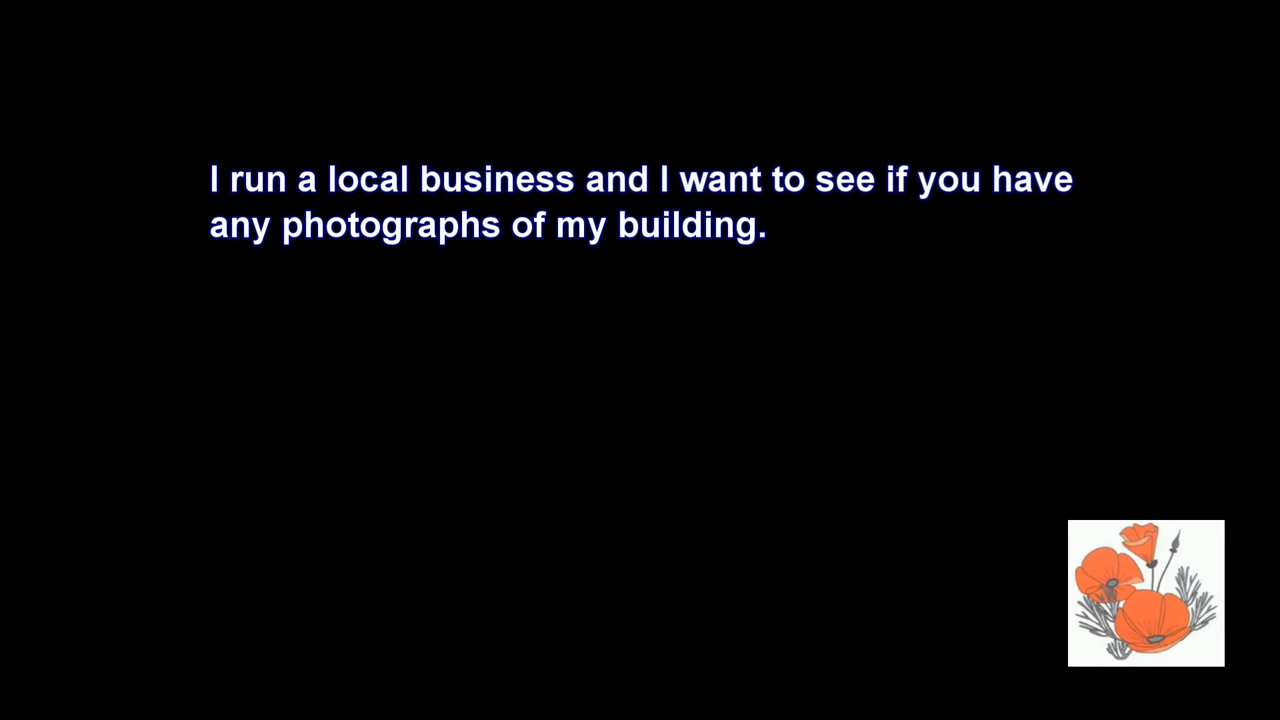 I run a local business and I want to see if you have
any photographs of my building.